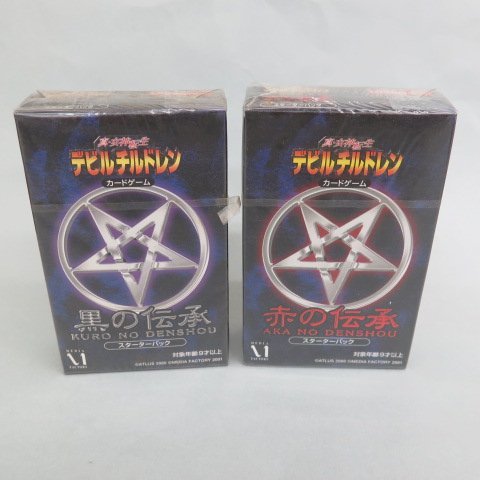 真・女神転生
デビルチルドレン
カードゲーム
黒の伝承
KURO NO DENSHOU
スターターパック
対象年齢9才以上
MEDIA
FACTORY
©ATLUS 2000 ©MEDIA FACTORY 2001
真・女神転生
デビルチルドレン
カードゲーム
赤の伝承
AKA NO DENSHOU
スターターパック
対象年齢9才以上
MEDIA
FACTORY
©ATLUS 2000 ©MEDIA FACTORY 2001